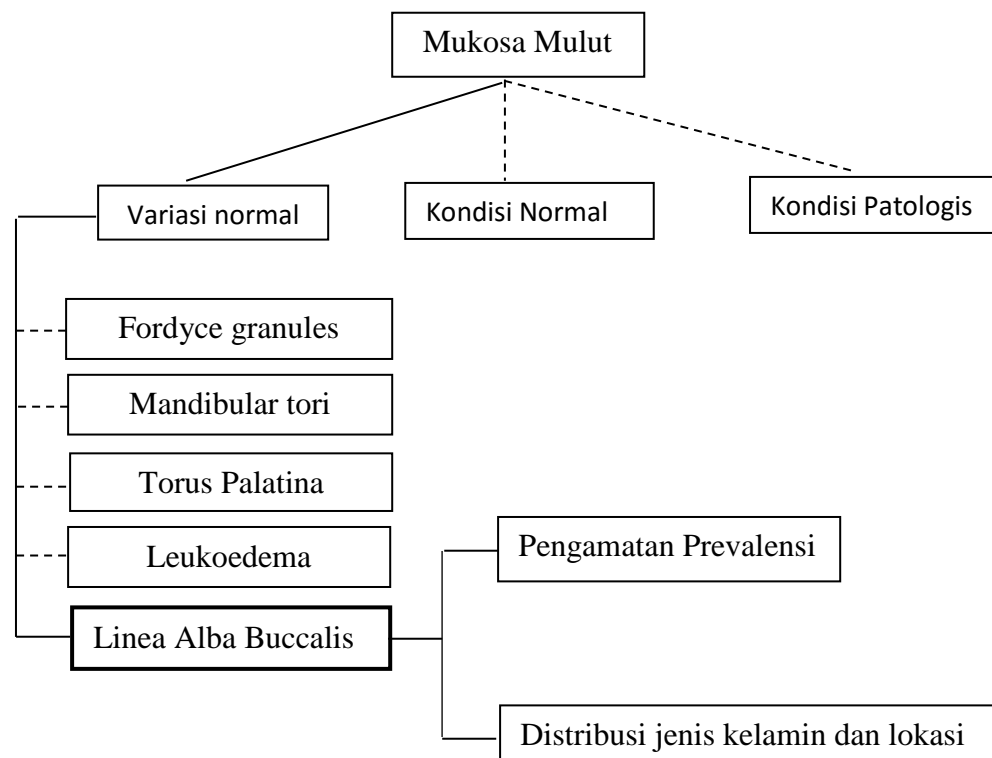 Mukosa Mulut
Variasi normal
Kondisi Normal
Kondisi Patologis
Fordyce granules
Mandibular tori
Torus Palatina
Leukoedema
Linea Alba Buccalis
Pengamatan Prevalensi
Distribusi jenis kelamin dan lokasi